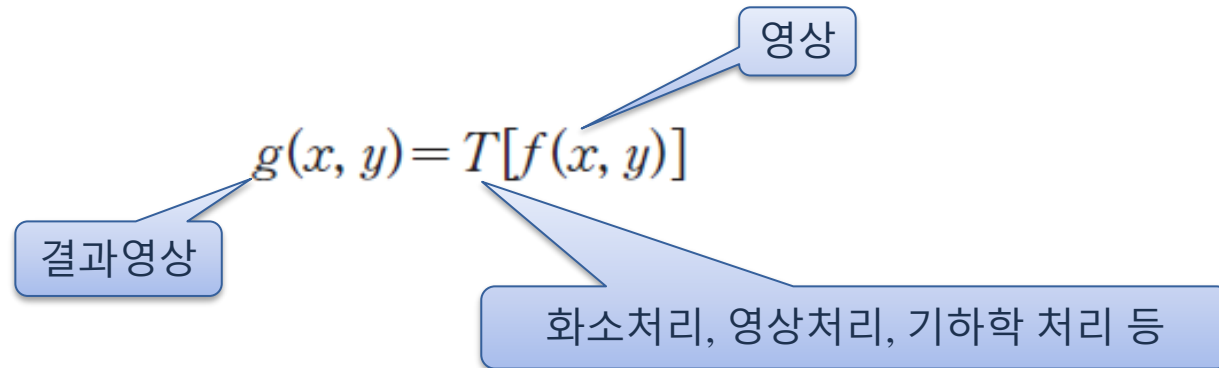 영상
g(x, y)= T[f(x, y)]
결과영상
화소처리, 영상처리, 기하학 처리 등